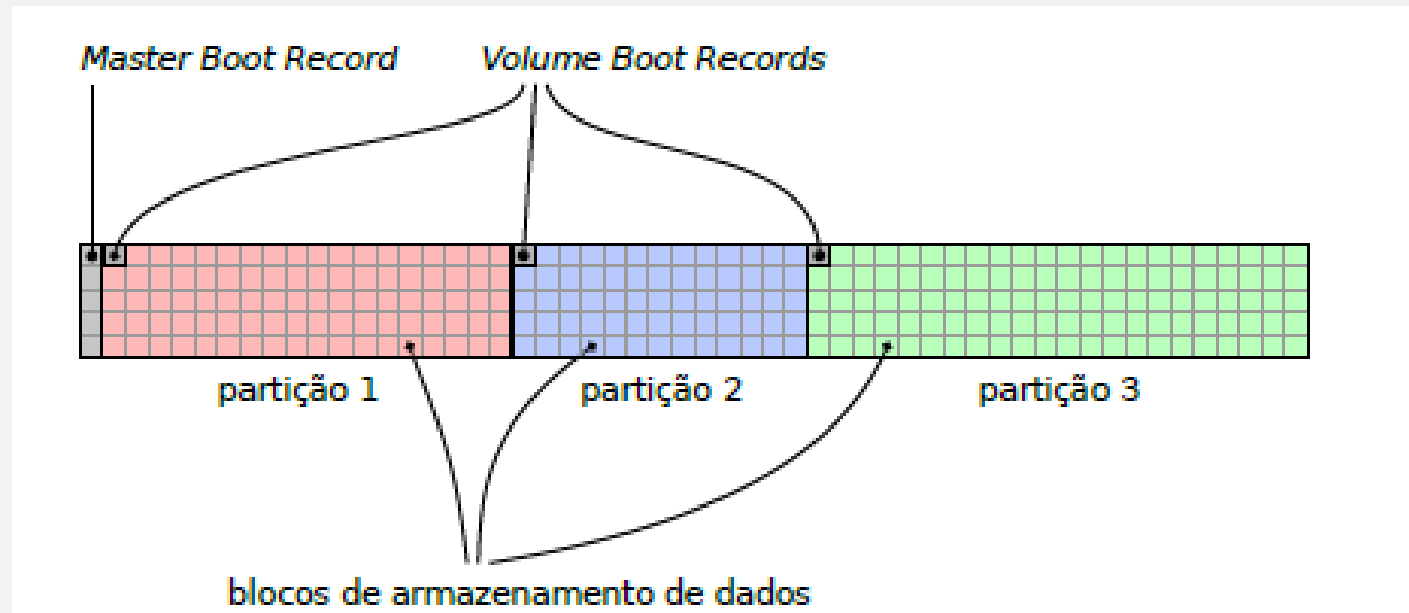 Master Boot Record
Volume Boot Records
partição 1
partição 2
partição 3
blocos de armazenamento de dados